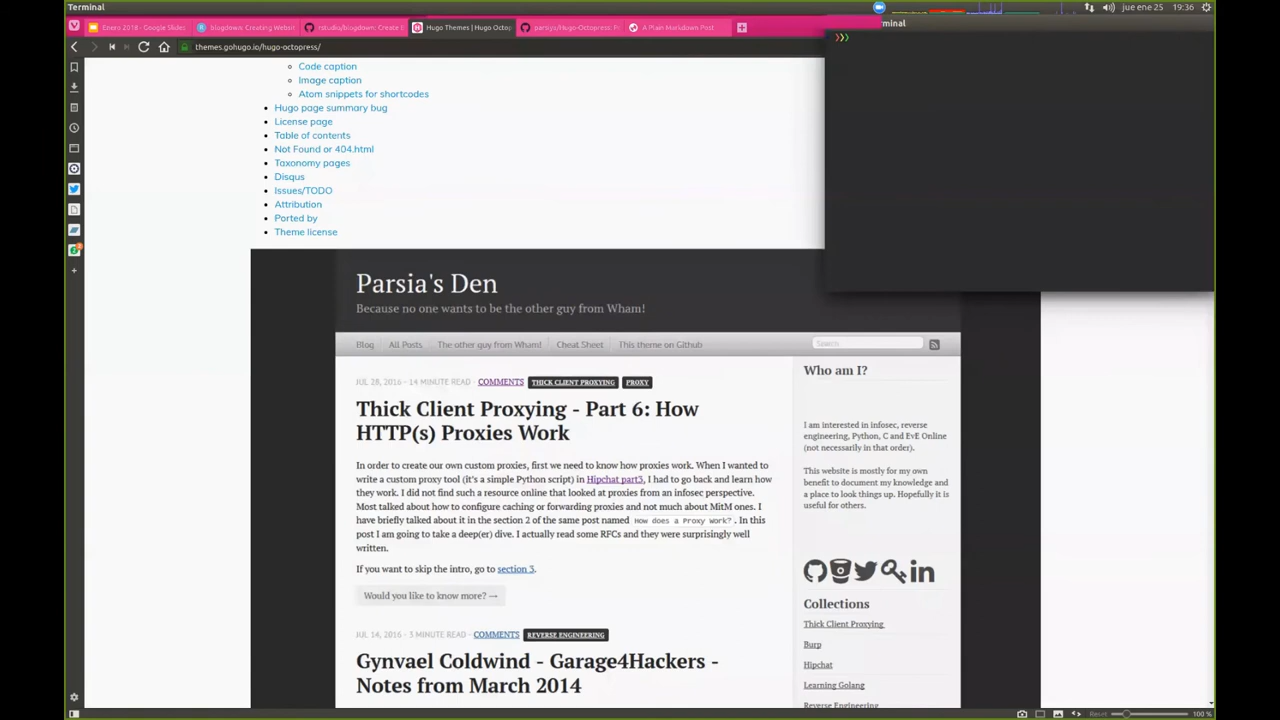 Terminal
jue ene 25 19:36
Enero 2018 - Google Slides
blogdown: Creating Websit
rstudio/blogdown: Create B
Hugo Themes | Hugo Octop
parsiya/Hugo-Octopress: Po
A Plain Markdown Post
minal
themes.gohugo.io/hugo-octopress/
Code caption
Image caption
Atom snippets for shortcodes
Hugo page summary bug
License page
Table of contents
Not Found or 404.html
Taxonomy pages
Disqus
Issues/TODO
Attribution
Ported by
Theme license
Parsia's Den
Because no one wants to be the other guy from Wham!
Blog All Posts The other guy from Wham! Cheat Sheet This theme on Github Search
JUL 28, 2016 - 14 MINUTE READ - COMMENTS THICK CLIENT PROXYING PROXY
Thick Client Proxying - Part 6: How
HTTP(s) Proxies Work
In order to create our own custom proxies, first we need to know how proxies work. When I wanted to
write a custom proxy tool (it's a simple Python script) in Hipchat part3, I had to go back and learn how
they work. I did not find such a resource online that looked at proxies from an infosec perspective.
Most talked about how to configure caching or forwarding proxies and not much about MitM ones. I
have briefly talked about it in the section 2 of the same post named How does a Proxy Work? . In this
post I am going to take a deep(er) dive. I actually read some RFCs and they were surprisingly well
written.
If you want to skip the intro, go to section 3.
Would you like to know more? →
JUL 14, 2016 - 3 MINUTE READ - COMMENTS REVERSE ENGINEERING
Gynvael Coldwind - Garage4Hackers -
Notes from March 2014
Who am I?
I am interested in infosec, reverse
engineering, Python, C and EvE Online
(not necessarily in that order).
This website is mostly for my own
benefit to document my knowledge and
a place to look things up. Hopefully it is
useful for others.
Collections
Thick Client Proxying
Burp
Hipchat
Learning Golang
Reverse Engineering
Reset 100 %